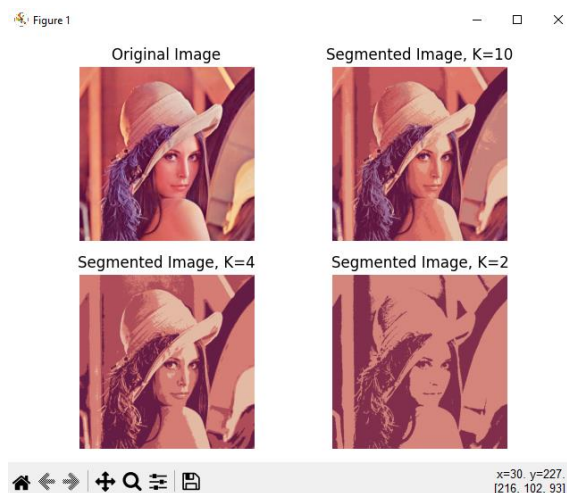 Figure 1
Original Image
Segmented Image, K=10
Segmented Image, K=4
Segmented Image, K=2
x=30. y=227.
[216, 102, 93]